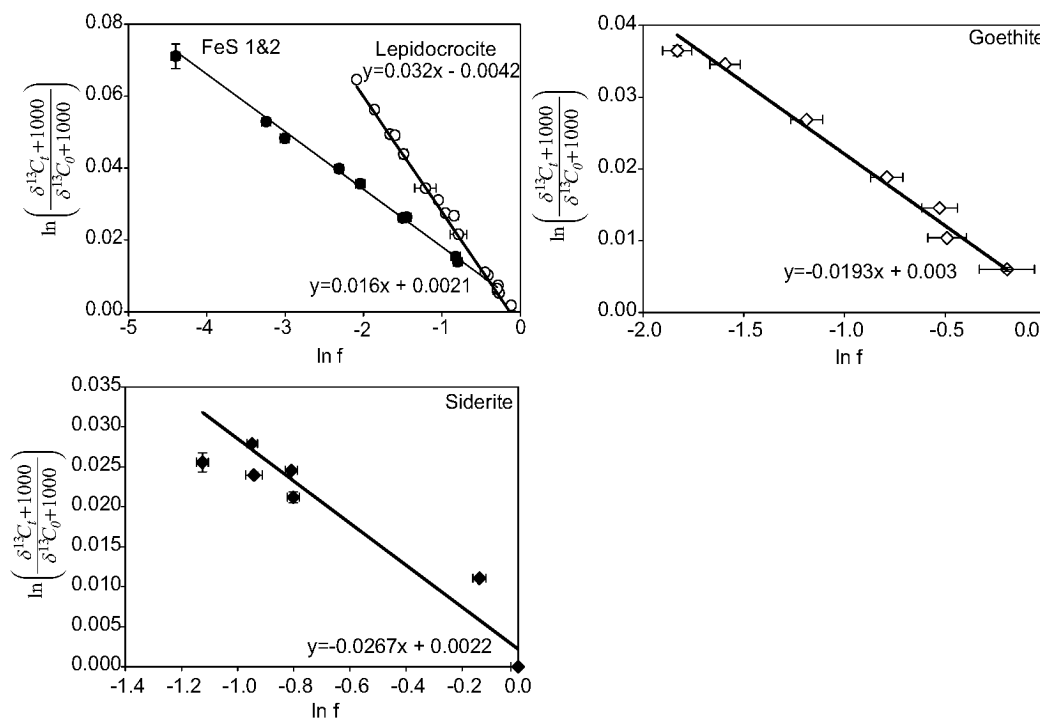 0.08
0.06
0.04
0.02
0.00
ln ( δ¹³Cₜ+1000 / δ¹³C₀+1000 )
FeS 1&2
Lepidocrocite
y=0.032x - 0.0042
y=0.016x + 0.0021
-5 -4 -3 -2 -1 0
ln f
0.04
0.03
0.02
0.01
0.00
ln ( δ¹³Cₜ+1000 / δ¹³C₀+1000 )
Goethite
y=-0.0193x + 0.003
-2.0 -1.5 -1.0 -0.5 0.0
ln f
0.035
0.030
0.025
0.020
0.015
0.010
0.005
0.000
ln ( δ¹³Cₜ+1000 / δ¹³C₀+1000 )
Siderite
y=-0.0267x + 0.0022
-1.4 -1.2 -1.0 -0.8 -0.6 -0.4 -0.2 0.0
ln f